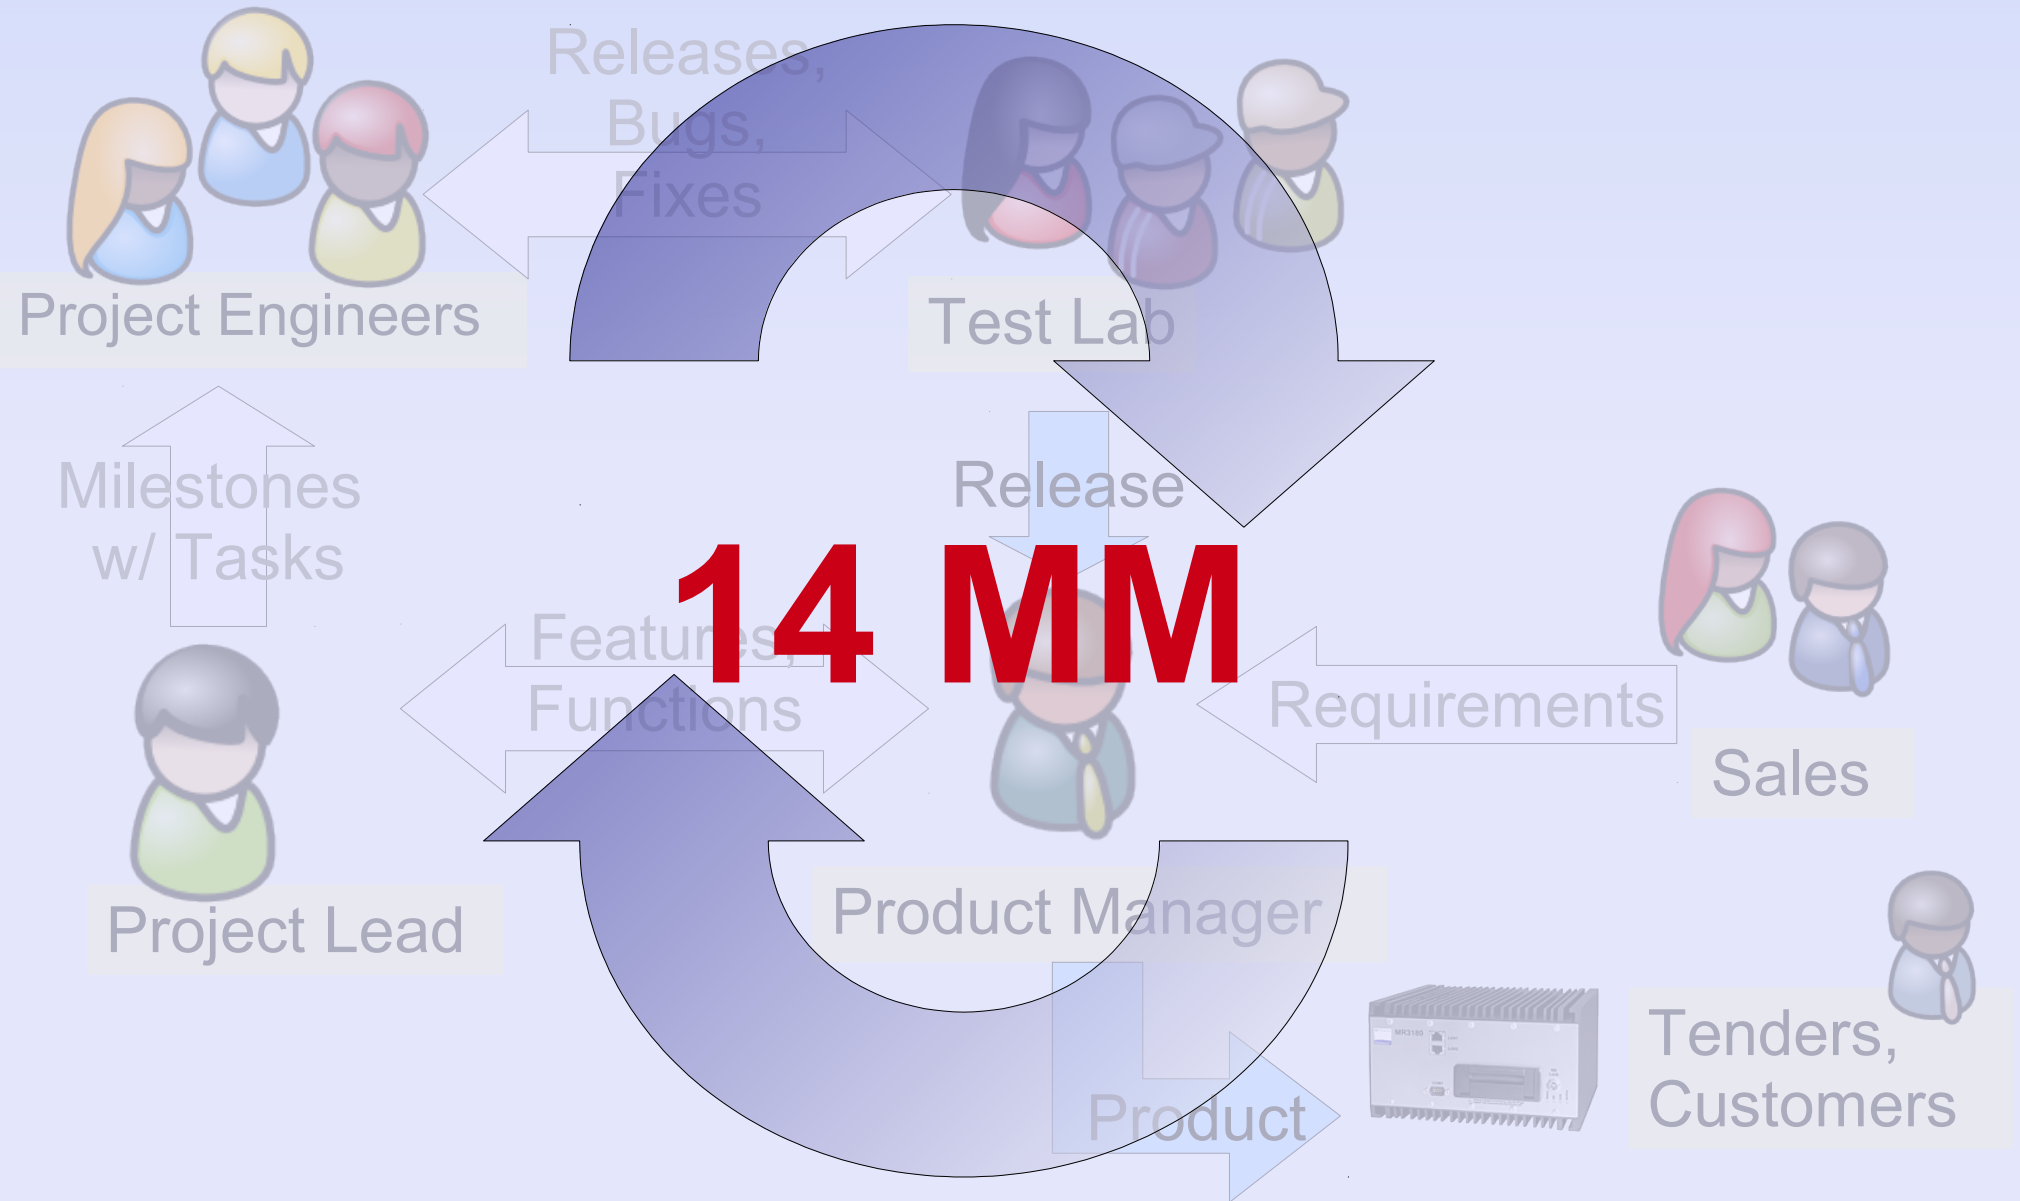 Releases,
Bugs,
Fixes
Project Engineers
Test Lab
Milestones
w/ Tasks
Release
14 MM
Features,
Functions
Requirements
Sales
Project Lead
Product Manager
MR3180
Tenders,
Customers
Product